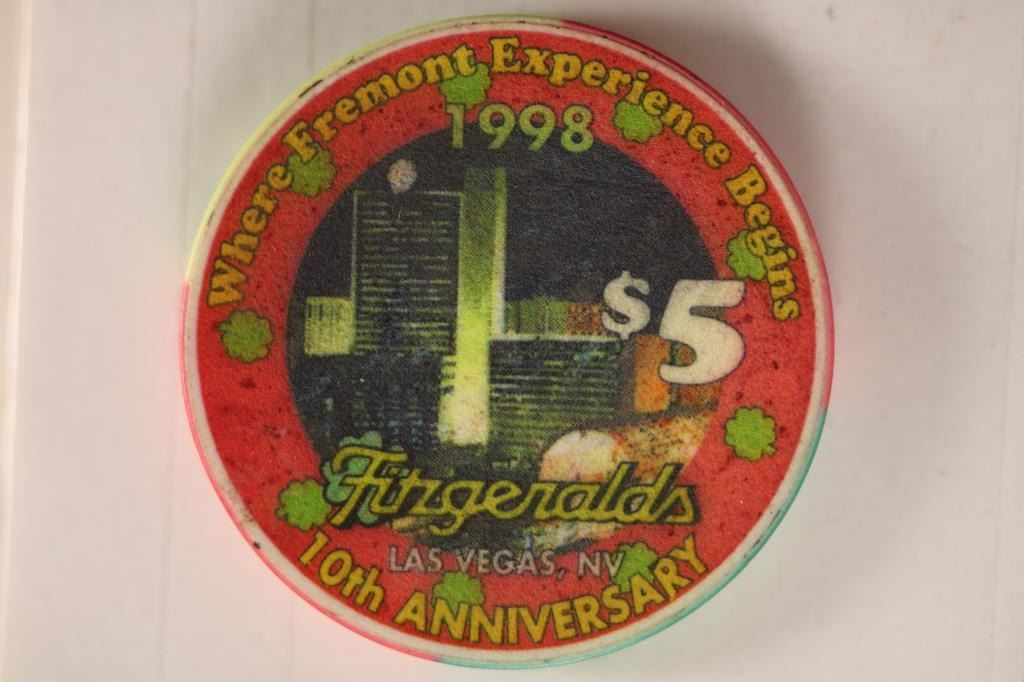 Where Fremont Experience Begins
1998
$5
Fitzgeralds
LAS VEGAS, NV
10th ANNIVERSARY